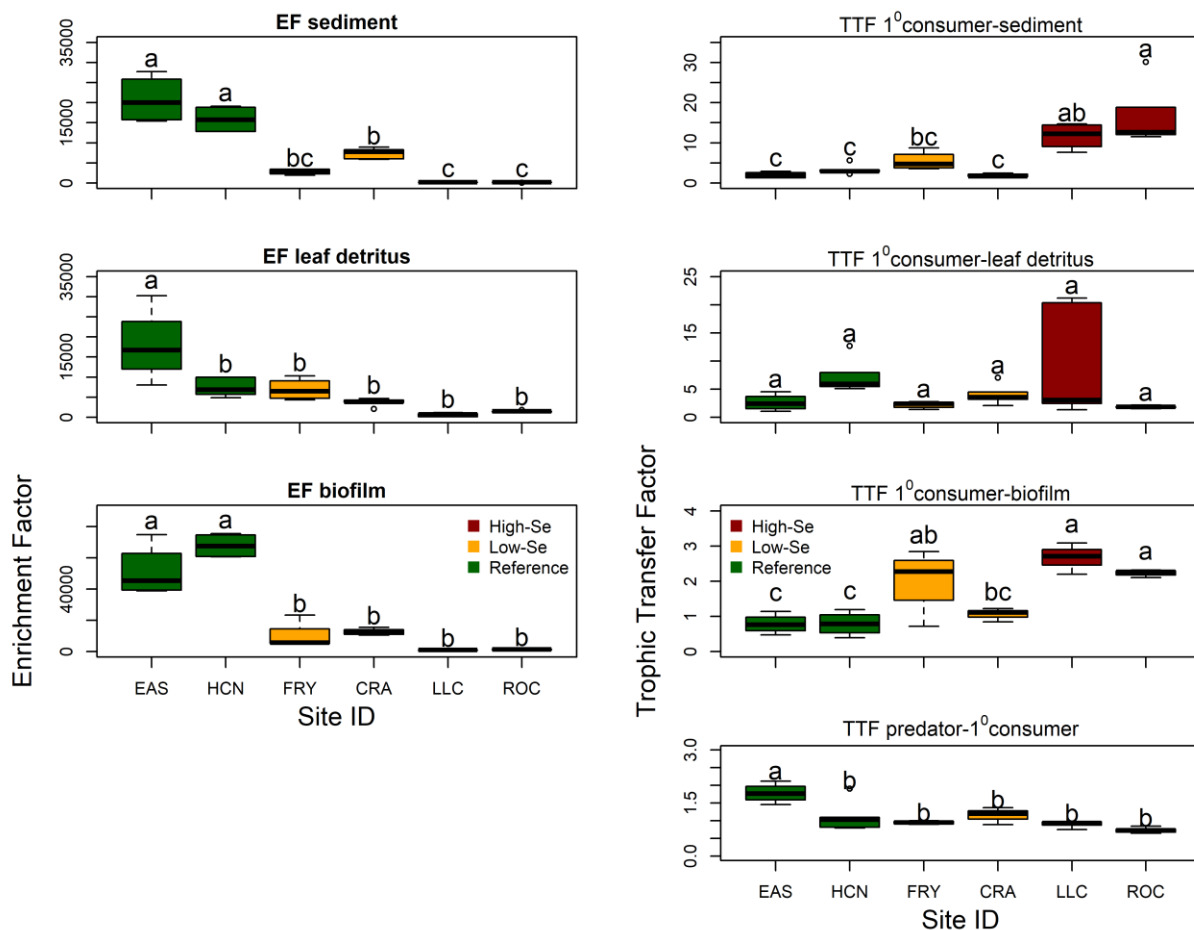 EF sediment
35000
15000
0
a
a
bc
b
c
c
EF leaf detritus
35000
15000
0
a
b
b
b
b
b
EF biofilm
40000
0
a
a
b
b
b
b
High-Se
Low-Se
Reference
Enrichment Factor
EAS HCN FRY CRA LLC ROC
Site ID
TTF 1⁰consumer-sediment
30
20
10
0
c
c
bc
c
ab
a
TTF 1⁰consumer-leaf detritus
25
15
5
0
a
a
a
a
a
a
TTF 1⁰consumer-biofilm
4
3
2
1
0
c
c
ab
bc
a
a
High-Se
Low-Se
Reference
Trophic Transfer Factor
TTF predator-1⁰consumer
3.0
1.5
0.0
a
b
b
b
b
b
EAS HCN FRY CRA LLC ROC
Site ID